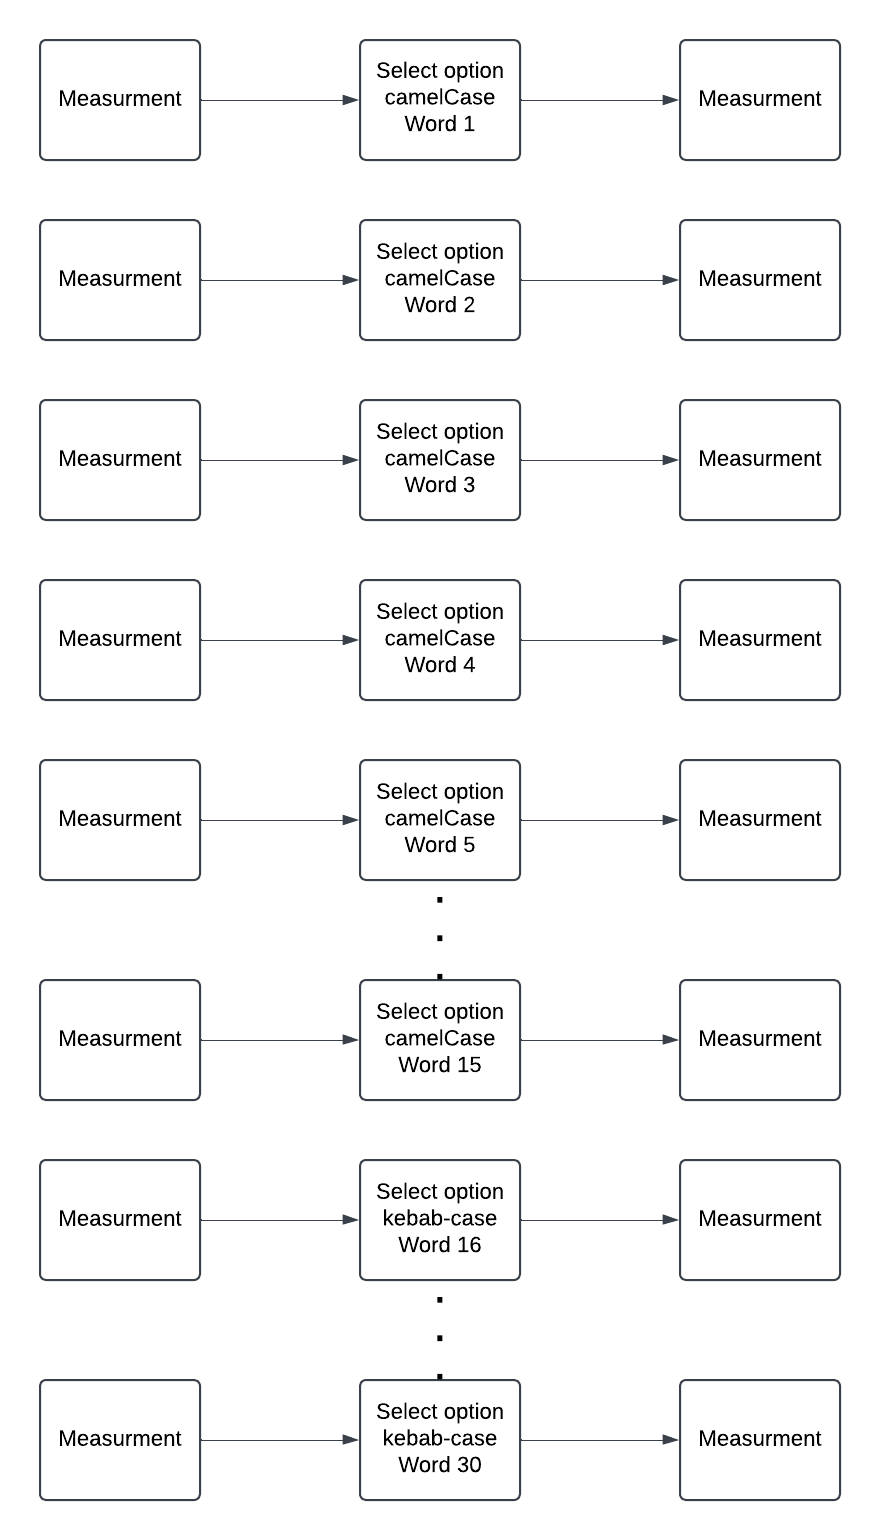 Measurment
Select option
camelCase
Word 1
Measurment
Measurment
Select option
camelCase
Word 2
Measurment
Measurment
Select option
camelCase
Word 3
Measurment
Measurment
Select option
camelCase
Word 4
Measurment
Measurment
Select option
camelCase
Word 5
Measurment
.
.
.
Measurment
Select option
camelCase
Word 15
Measurment
Measurment
Select option
kebab-case
Word 16
Measurment
.
.
.
Measurment
Select option
kebab-case
Word 30
Measurment